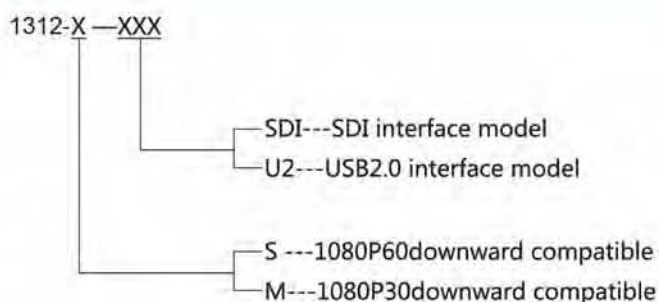 1312-X —XXX
SDI---SDI interface model
U2---USB2.0 interface model
S ---1080P60downward compatible
M---1080P30downward compatible